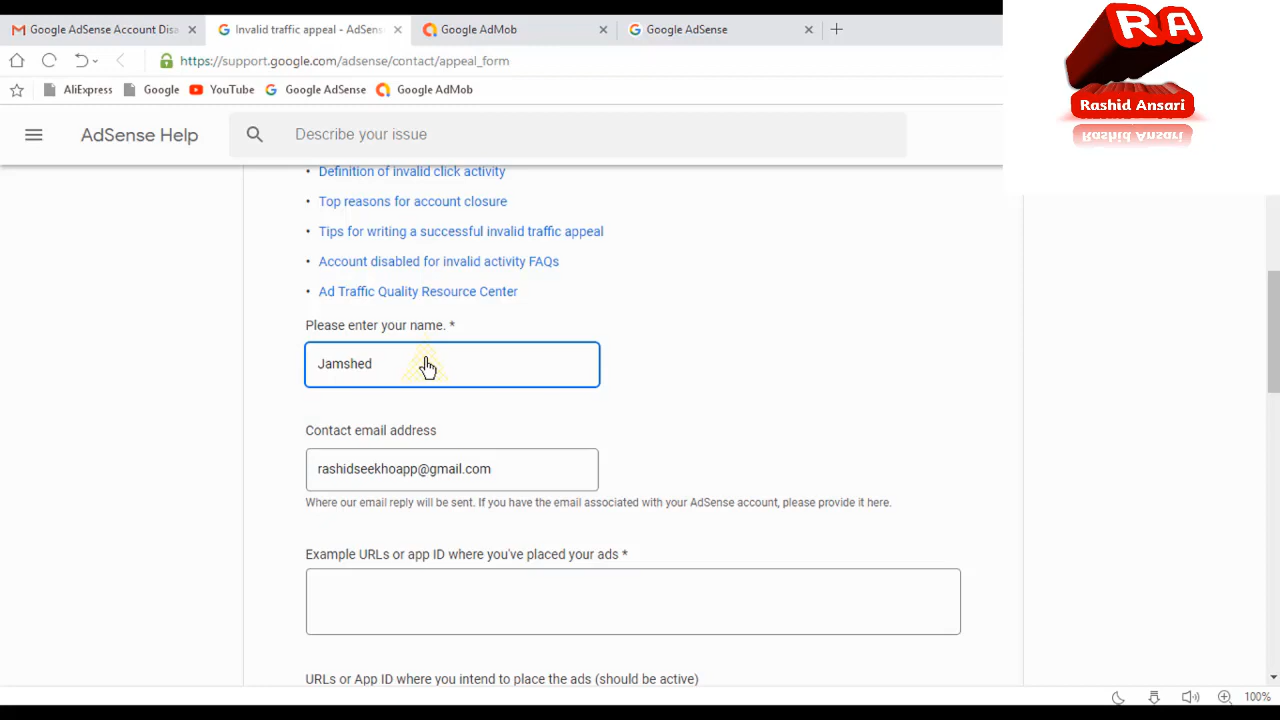 Google AdSense Account Disa
Invalid traffic appeal - AdSens
Google AdMob
Google AdSense
https://support.google.com/adsense/contact/appeal_form
AliExpress
Google
YouTube
Google AdSense
Google AdMob
RA
Rashid Ansari
Rashid Ansari
AdSense Help
Describe your issue
• Definition of invalid click activity
• Top reasons for account closure
• Tips for writing a successful invalid traffic appeal
• Account disabled for invalid activity FAQs
• Ad Traffic Quality Resource Center
Please enter your name. *
Jamshed
Contact email address
rashidseekhoapp@gmail.com
Where our email reply will be sent. If you have the email associated with your AdSense account, please provide it here.
Example URLs or app ID where you've placed your ads *
URLs or App ID where you intend to place the ads (should be active)
100%